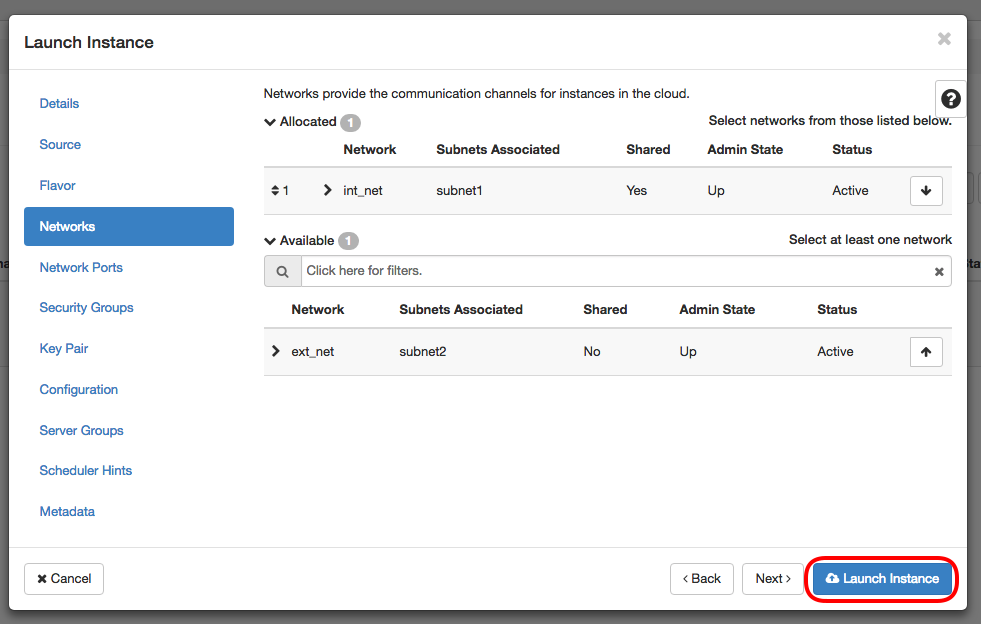 Launch Instance
Details
Source
Flavor
Networks
Network Ports
Security Groups
Key Pair
Configuration
Server Groups
Scheduler Hints
Metadata
Networks provide the communication channels for instances in the cloud.
Allocated 1
Select networks from those listed below.
Network Subnets Associated Shared Admin State Status
1 int_net subnet1 Yes Up Active
Available 1
Select at least one network
Click here for filters.
Network Subnets Associated Shared Admin State Status
ext_net subnet2 No Up Active
Cancel
Back
Next
Launch Instance